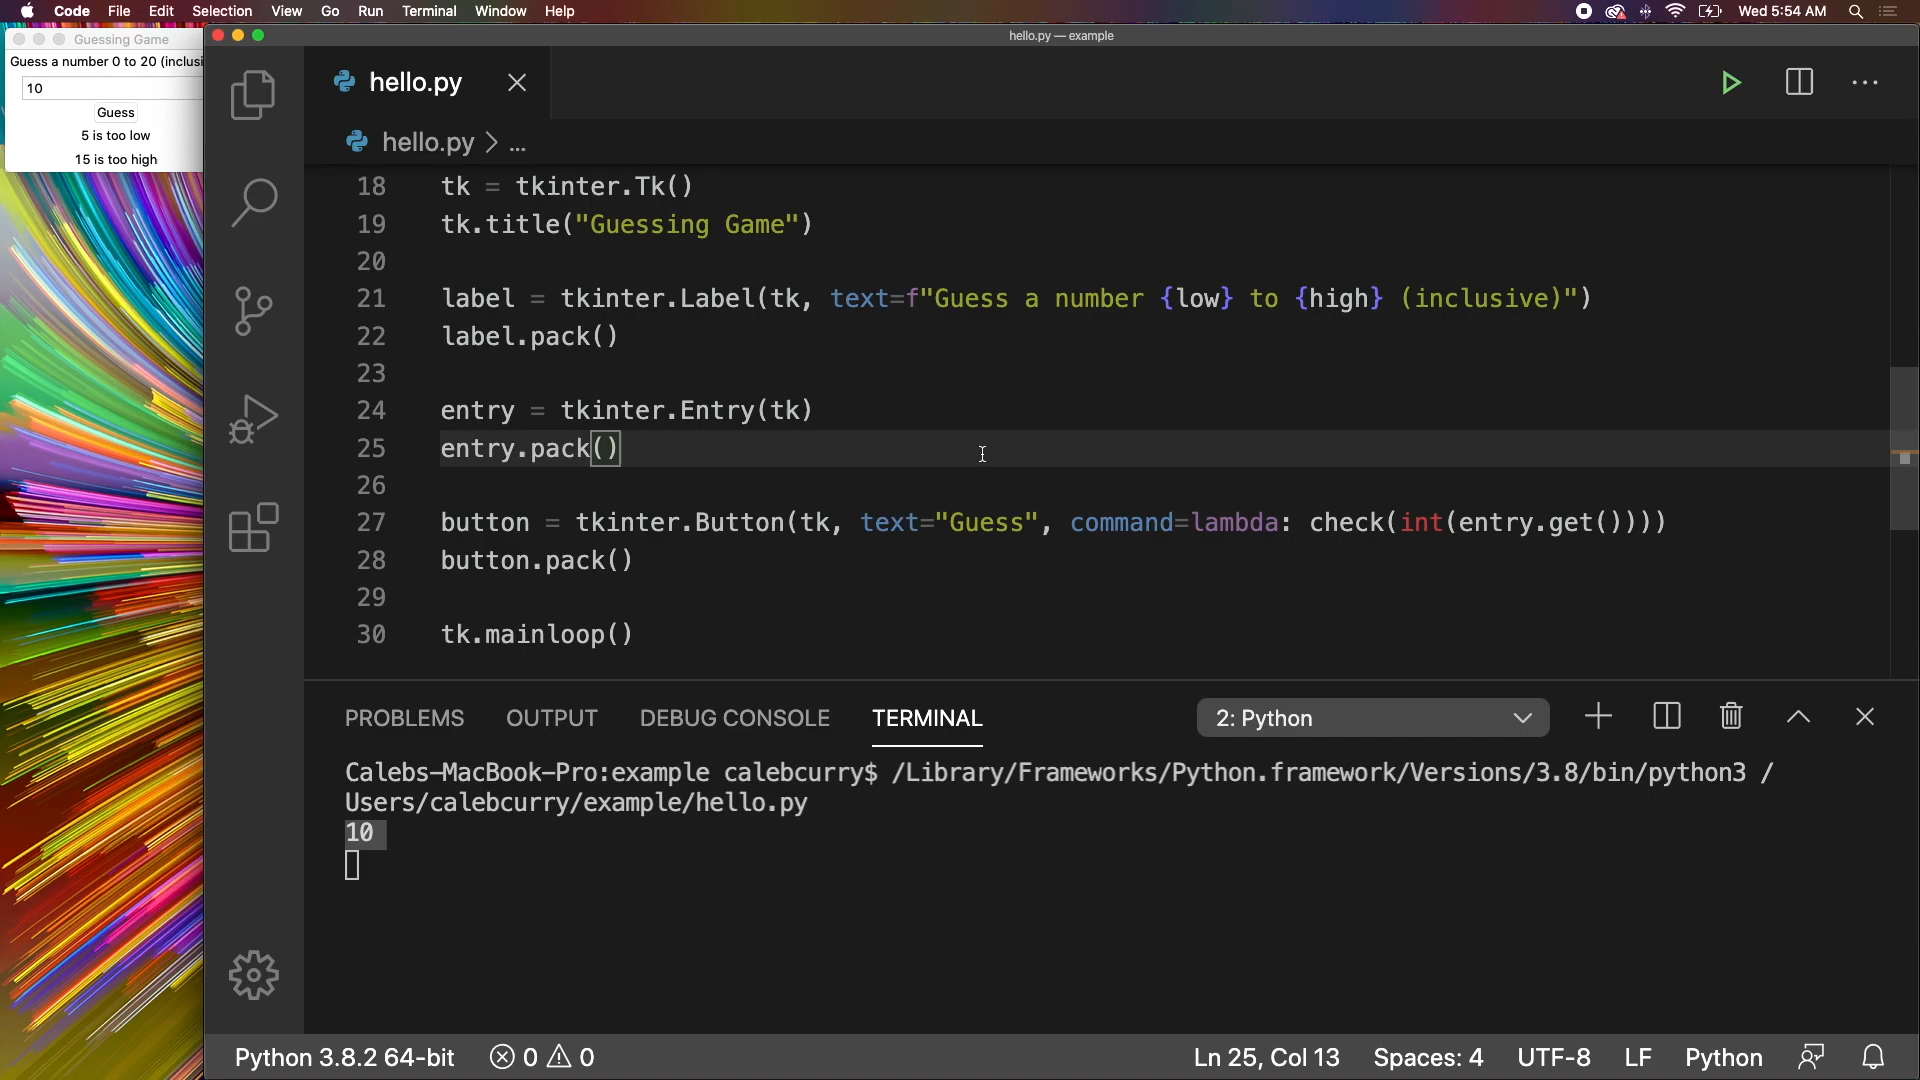 Code File Edit Selection View Go Run Terminal Window Help Wed 5:54 AM
Guessing Game
Guess a number 0 to 20 (inclusi
10
Guess
5 is too low
15 is too high
hello.py — example
hello.py
hello.py > ...
18 tk = tkinter.Tk()
19 tk.title("Guessing Game")
20
21 label = tkinter.Label(tk, text=f"Guess a number {low} to {high} (inclusive)")
22 label.pack()
23
24 entry = tkinter.Entry(tk)
25 entry.pack()
26
27 button = tkinter.Button(tk, text="Guess", command=lambda: check(int(entry.get())))
28 button.pack()
29
30 tk.mainloop()
PROBLEMS OUTPUT DEBUG CONSOLE TERMINAL 2: Python
Calebs-MacBook-Pro:example calebcurry$ /Library/Frameworks/Python.framework/Versions/3.8/bin/python3 /
Users/calebcurry/example/hello.py
10
Python 3.8.2 64-bit 0 0 Ln 25, Col 13 Spaces: 4 UTF-8 LF Python